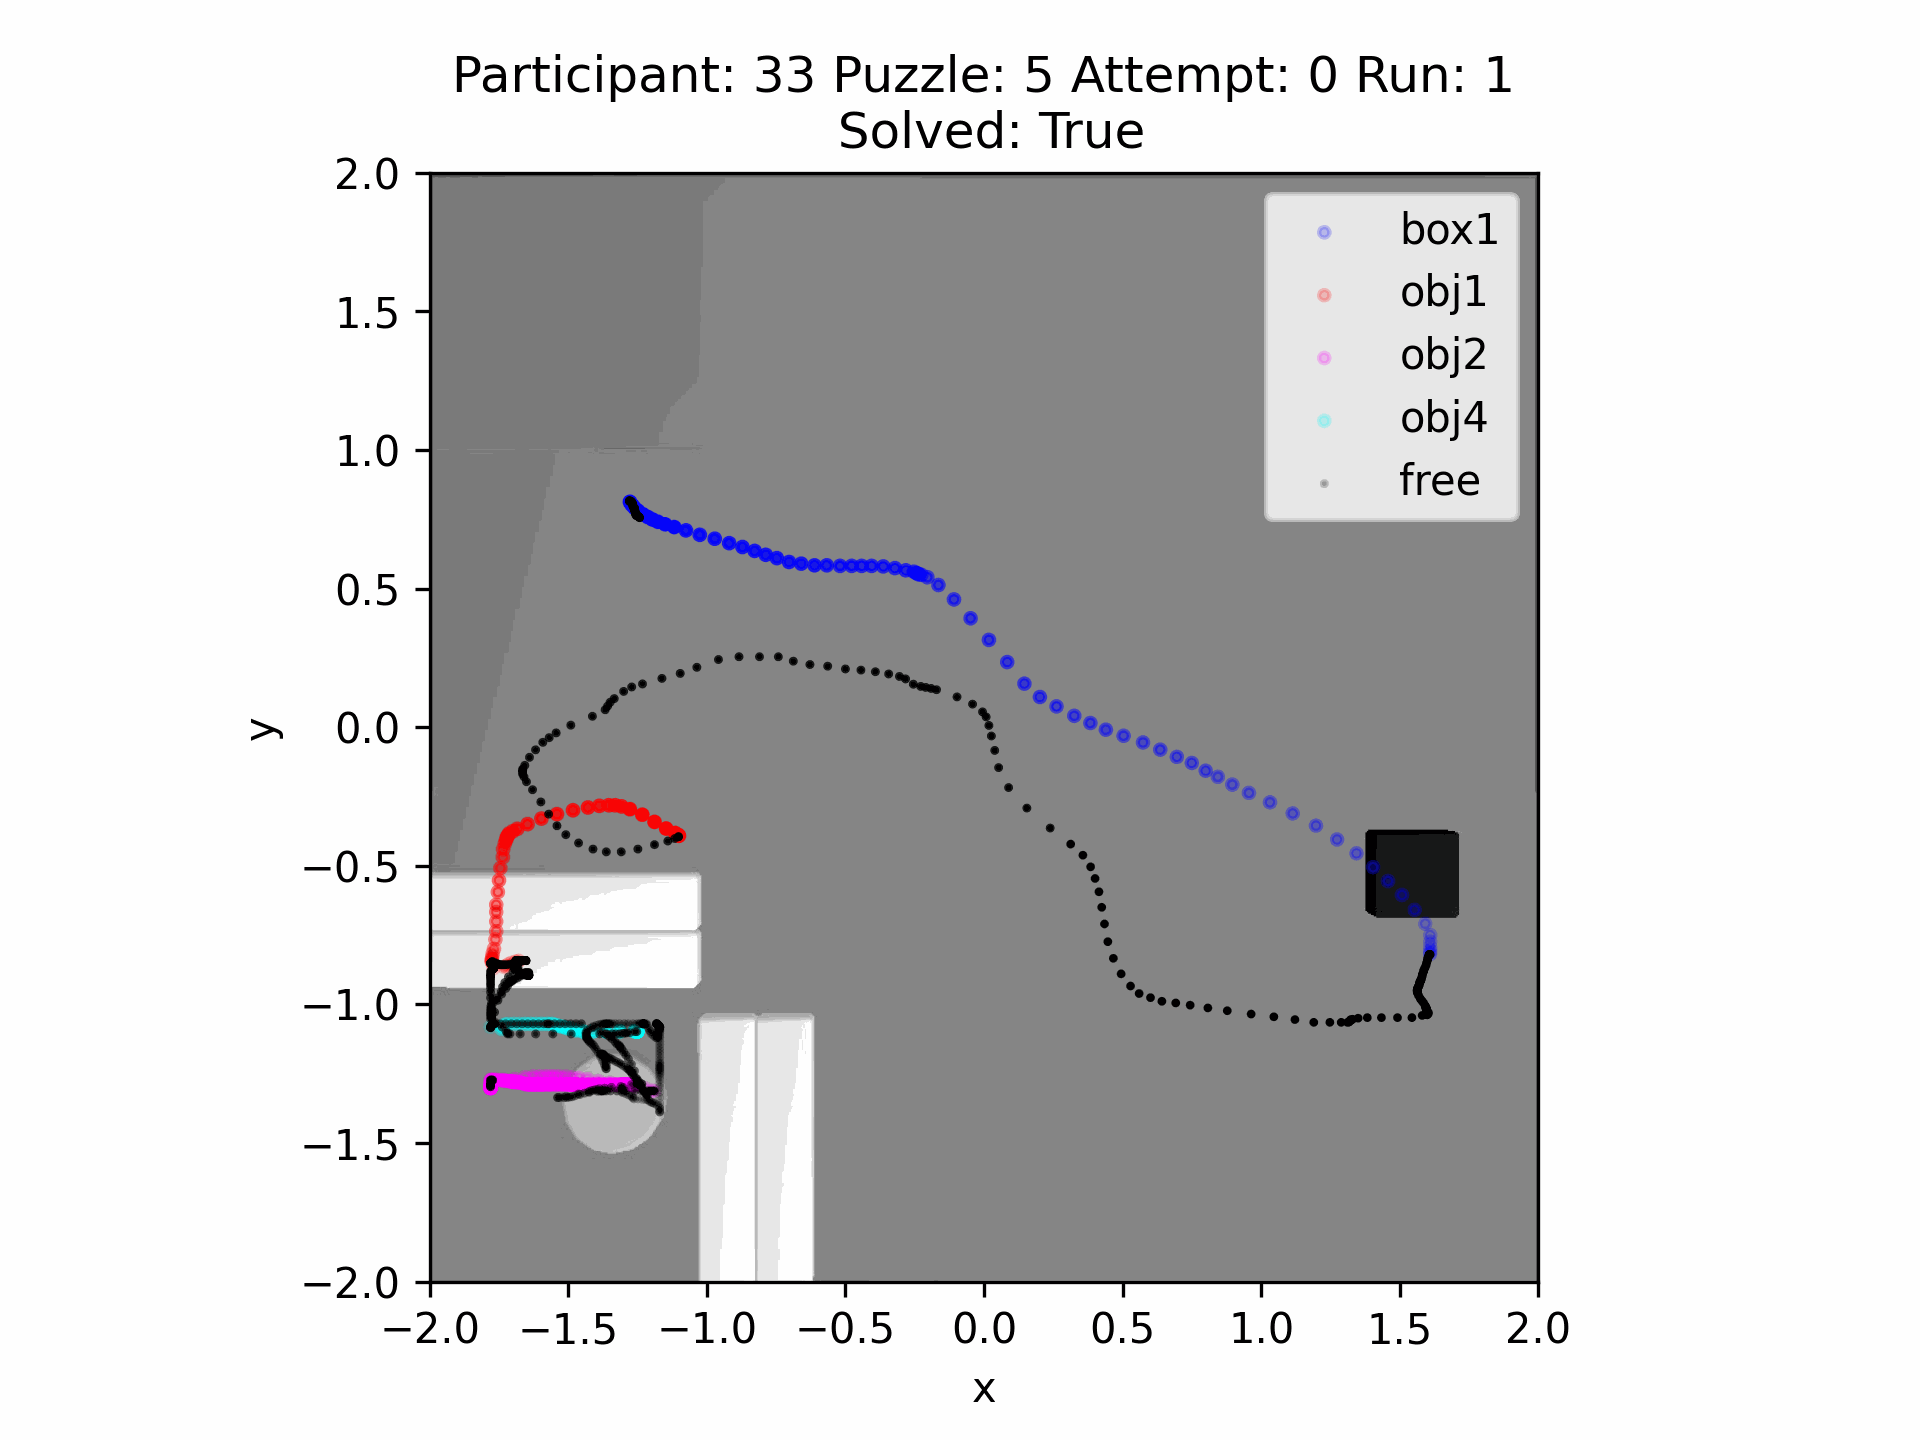 Participant: 33 Puzzle: 5 Attempt: 0 Run: 1
Solved: True
2.0
1.5
1.0
0.5
0.0
−0.5
−1.0
−1.5
−2.0
y
box1
obj1
obj2
obj4
free
−2.0 −1.5 −1.0 −0.5 0.0 0.5 1.0 1.5 2.0
x